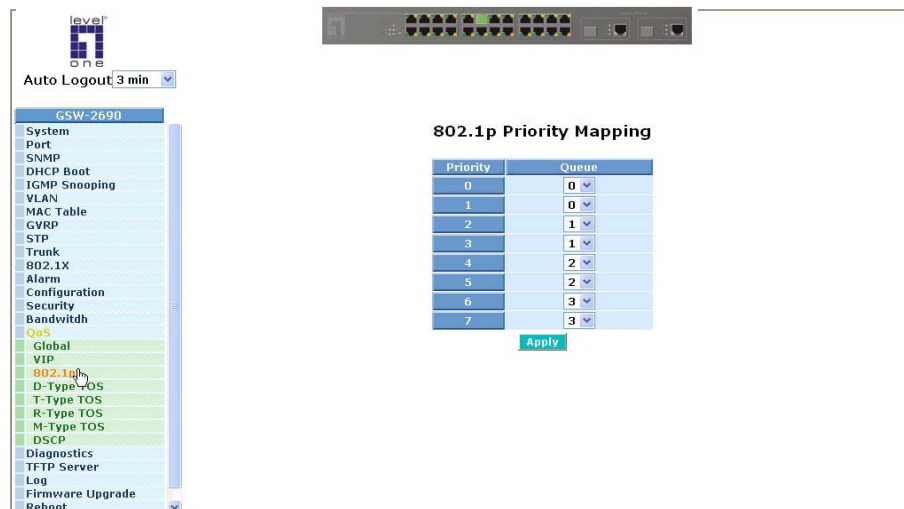 level
one
Auto Logout 3 min
GSW-2690
System
Port
SNMP
DHCP Boot
IGMP Snooping
VLAN
MAC Table
GVRP
STP
Trunk
802.1X
Alarm
Configuration
Security
Bandwitdh
QoS
Global
VIP
802.1p
D-Type TOS
T-Type TOS
R-Type TOS
M-Type TOS
DSCP
Diagnostics
TFTP Server
Log
Firmware Upgrade
Reboot
802.1p Priority Mapping
Priority Queue
0 0
1 0
2 1
3 1
4 2
5 2
6 3
7 3
Apply